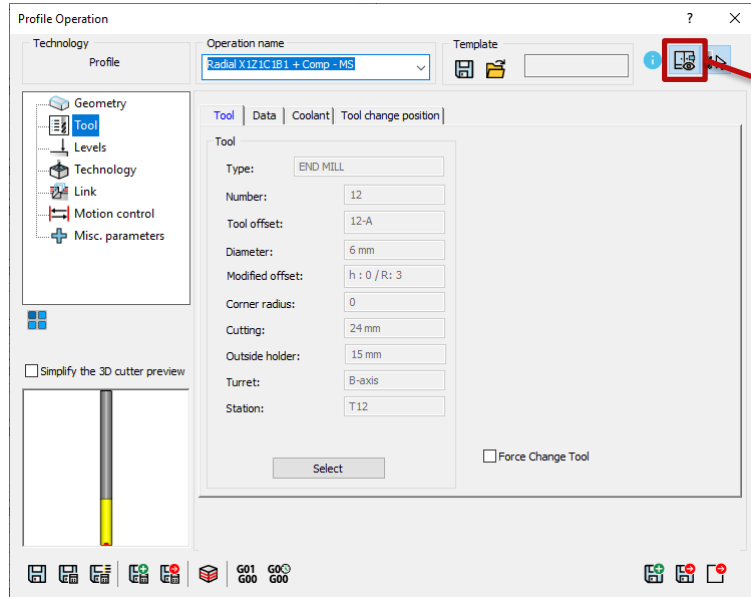 Profile Operation
?
Technology
Profile
Operation name
Radial X1Z1C1B1 + Comp - MS
Template
Geometry
Tool
Levels
Technology
Link
Motion control
Misc. parameters
Simplify the 3D cutter preview
Tool Data Coolant Tool change position
Tool
Type: END MILL
Number: 12
Tool offset: 12-A
Diameter: 6 mm
Modified offset: h : 0 / R: 3
Corner radius: 0
Cutting: 24 mm
Outside holder: 15 mm
Turret: B-axis
Station: T12
Select
Force Change Tool
G01 G00
G00 G00